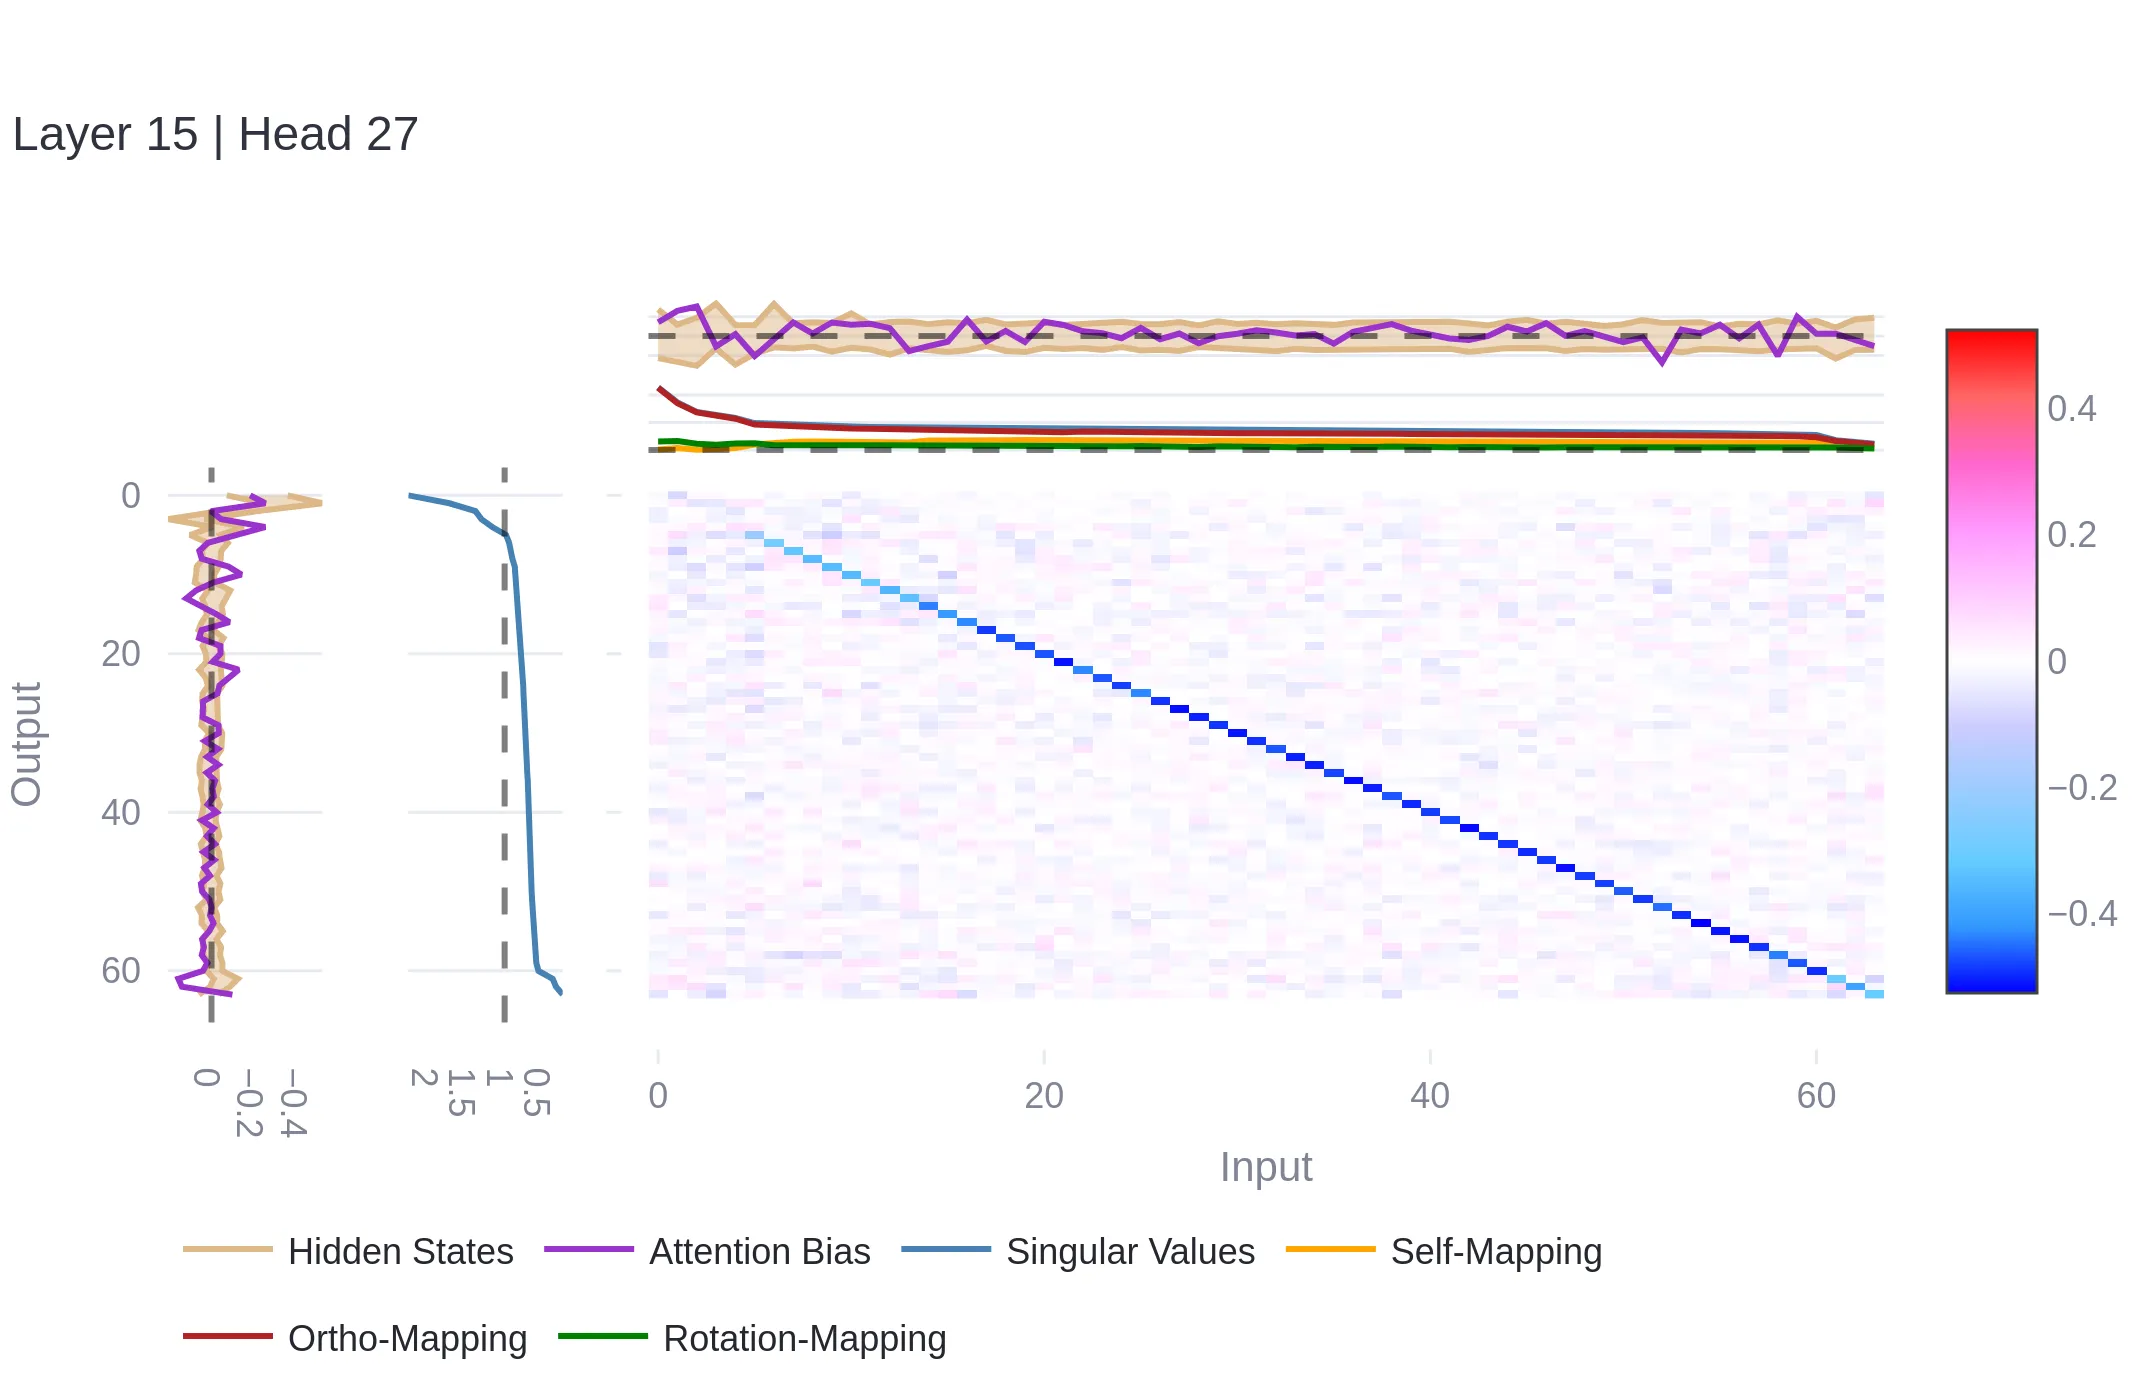 Layer 15 | Head 27
0
20
40
60
Output
0
−0.2
−0.4
2
1.5
1
0.5
0
20
40
60
Input
0.4
0.2
0
−0.2
−0.4
Hidden States
Attention Bias
Singular Values
Self-Mapping
Ortho-Mapping
Rotation-Mapping